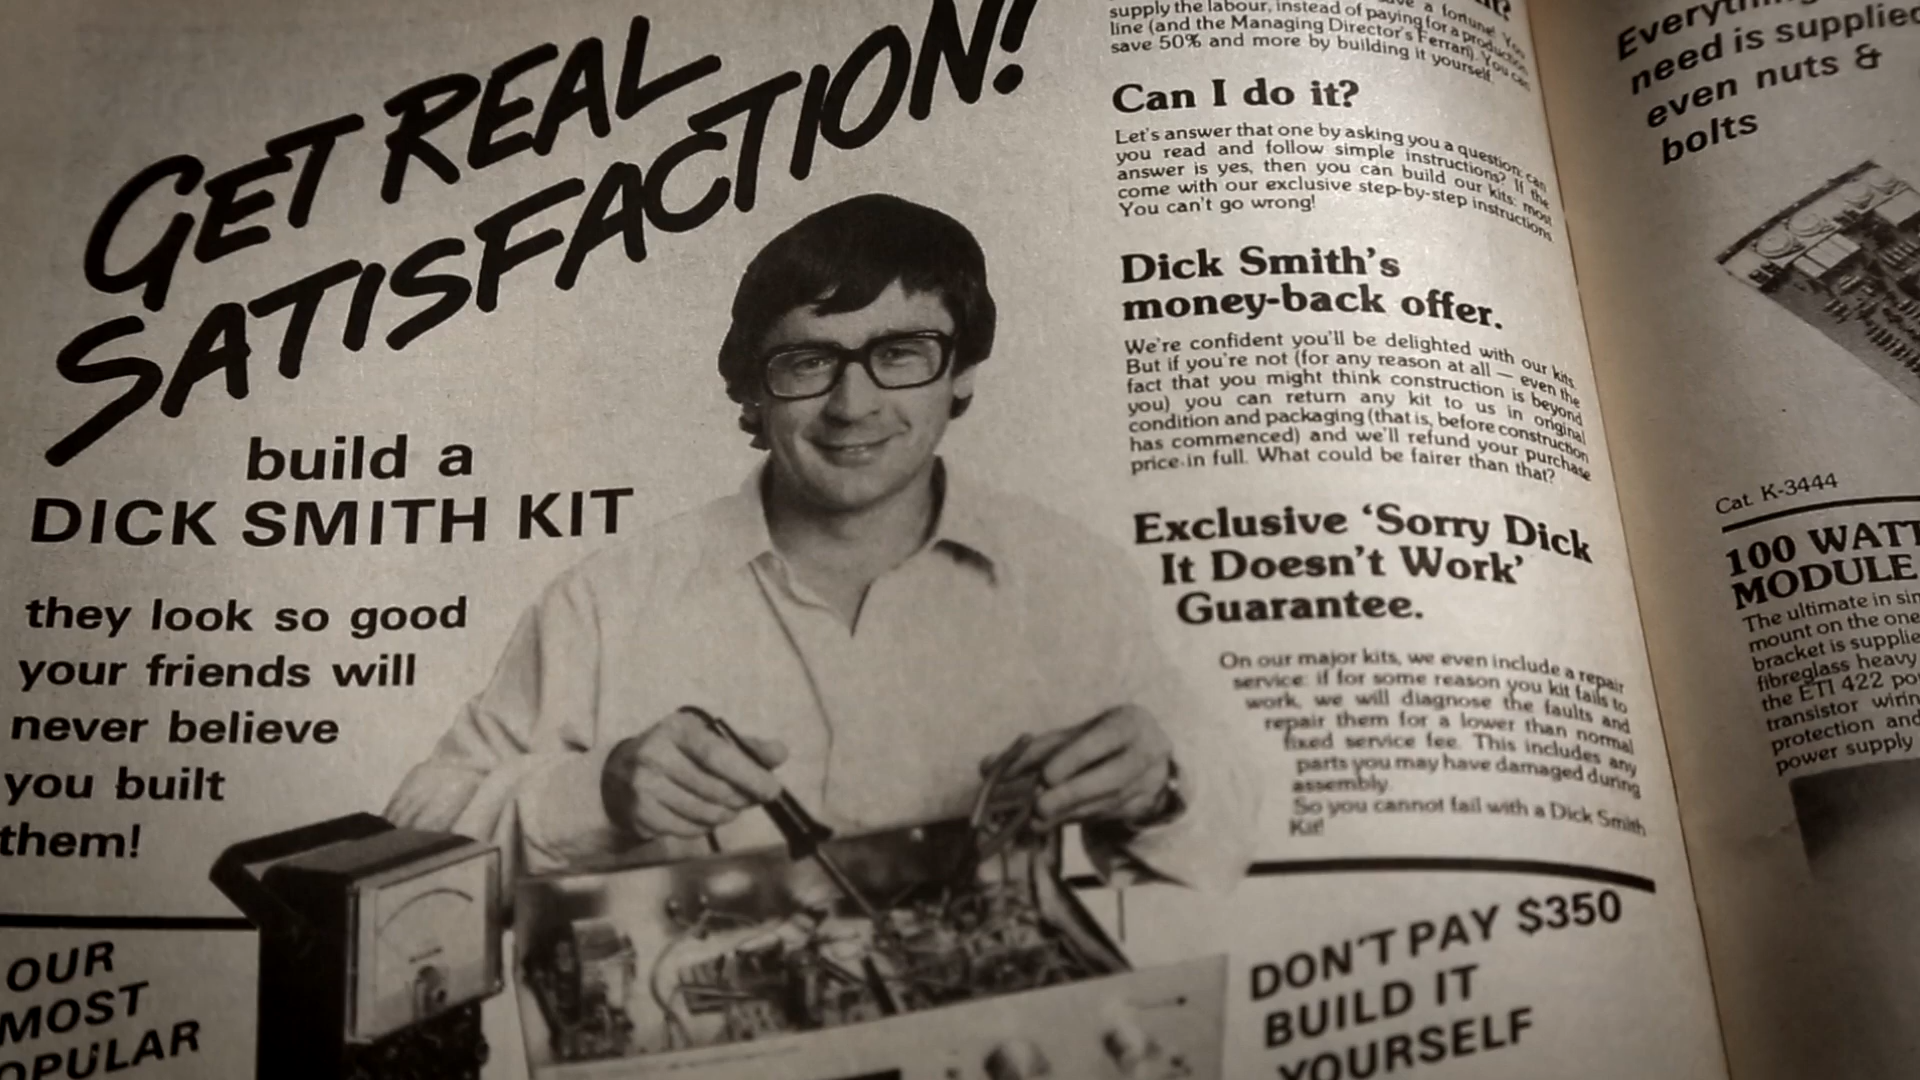 GET REAL
SATISFACTION!
build a
DICK SMITH KIT
they look so good
your friends will
never believe
you built
them!
OUR
MOST
OPULAR
a fortune! You
supply the labour, instead of paying for a production
line (and the Managing Director's Ferrari). You can
save 50% and more by building it yourself.
Can I do it?
Let's answer that one by asking you a question: can
you read and follow simple instructions? If the
answer is yes, then you can build our kits: most
come with our exclusive step-by-step instructions
You can't go wrong!
Dick Smith's
money-back offer.
We're confident you'll be delighted with our kits.
But if you're not (for any reason at all — even the
fact that you might think construction is beyond
you) you can return any kit to us in original
condition and packaging (that is, before construction
has commenced) and we'll refund your purchase
price in full. What could be fairer than that?
Exclusive 'Sorry Dick
It Doesn't Work'
Guarantee.
On our major kits, we even include a repair
service: if for some reason you kit fails to
work, we will diagnose the faults and
repair them for a lower than normal
fixed service fee. This includes any
parts you may have damaged during
assembly.
So you cannot fail with a Dick Smith
Kit!
DON'T PAY $350
BUILD IT
YOURSELF
need is supplied
even nuts &
bolts
Cat. K-3444
100 WATT
MODULE
The ultimate in
mount on the one
bracket is
fibreglass heavy
the ETI 422
transistor
protection and
power supply